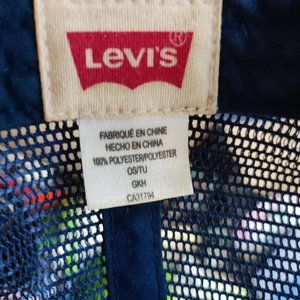 LEVI'S®
FABRIQUÉ EN CHINE
HECHO EN CHINA
100% POLYESTER/POLYESTER
OS/TU
GKH
CA31794